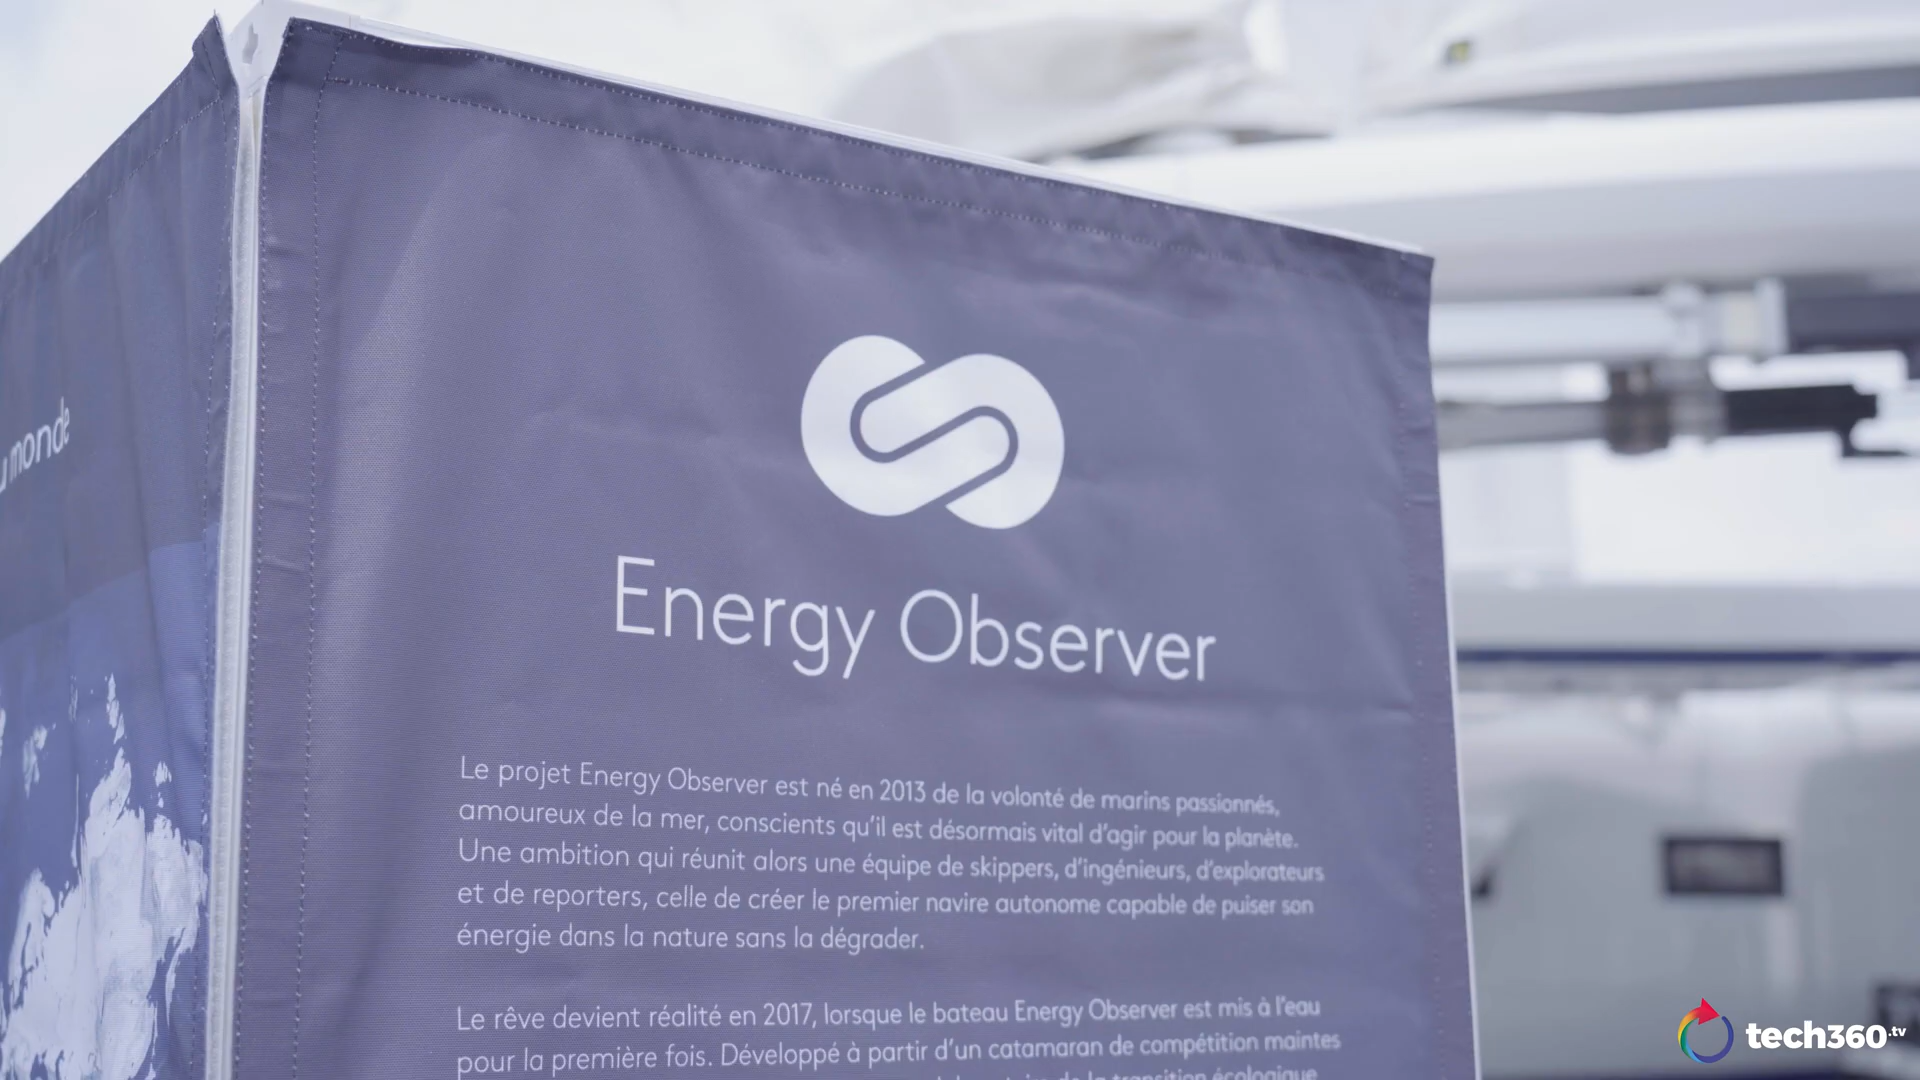 monde
Energy Observer
Le projet Energy Observer est né en 2013 de la volonté de marins passionnés,
amoureux de la mer, conscients qu'il est désormais vital d'agir pour la planète.
Une ambition qui réunit alors une équipe de skippers, d'ingénieurs, d'explorateurs
et de reporters, celle de créer le premier navire autonome capable de puiser son
énergie dans la nature sans la dégrader.
Le rêve devient réalité en 2017, lorsque le bateau Energy Observer est mis à l'eau
pour la première fois. Développé à partir d'un catamaran de compétition maintes
de la transition écologique
tech360.tv